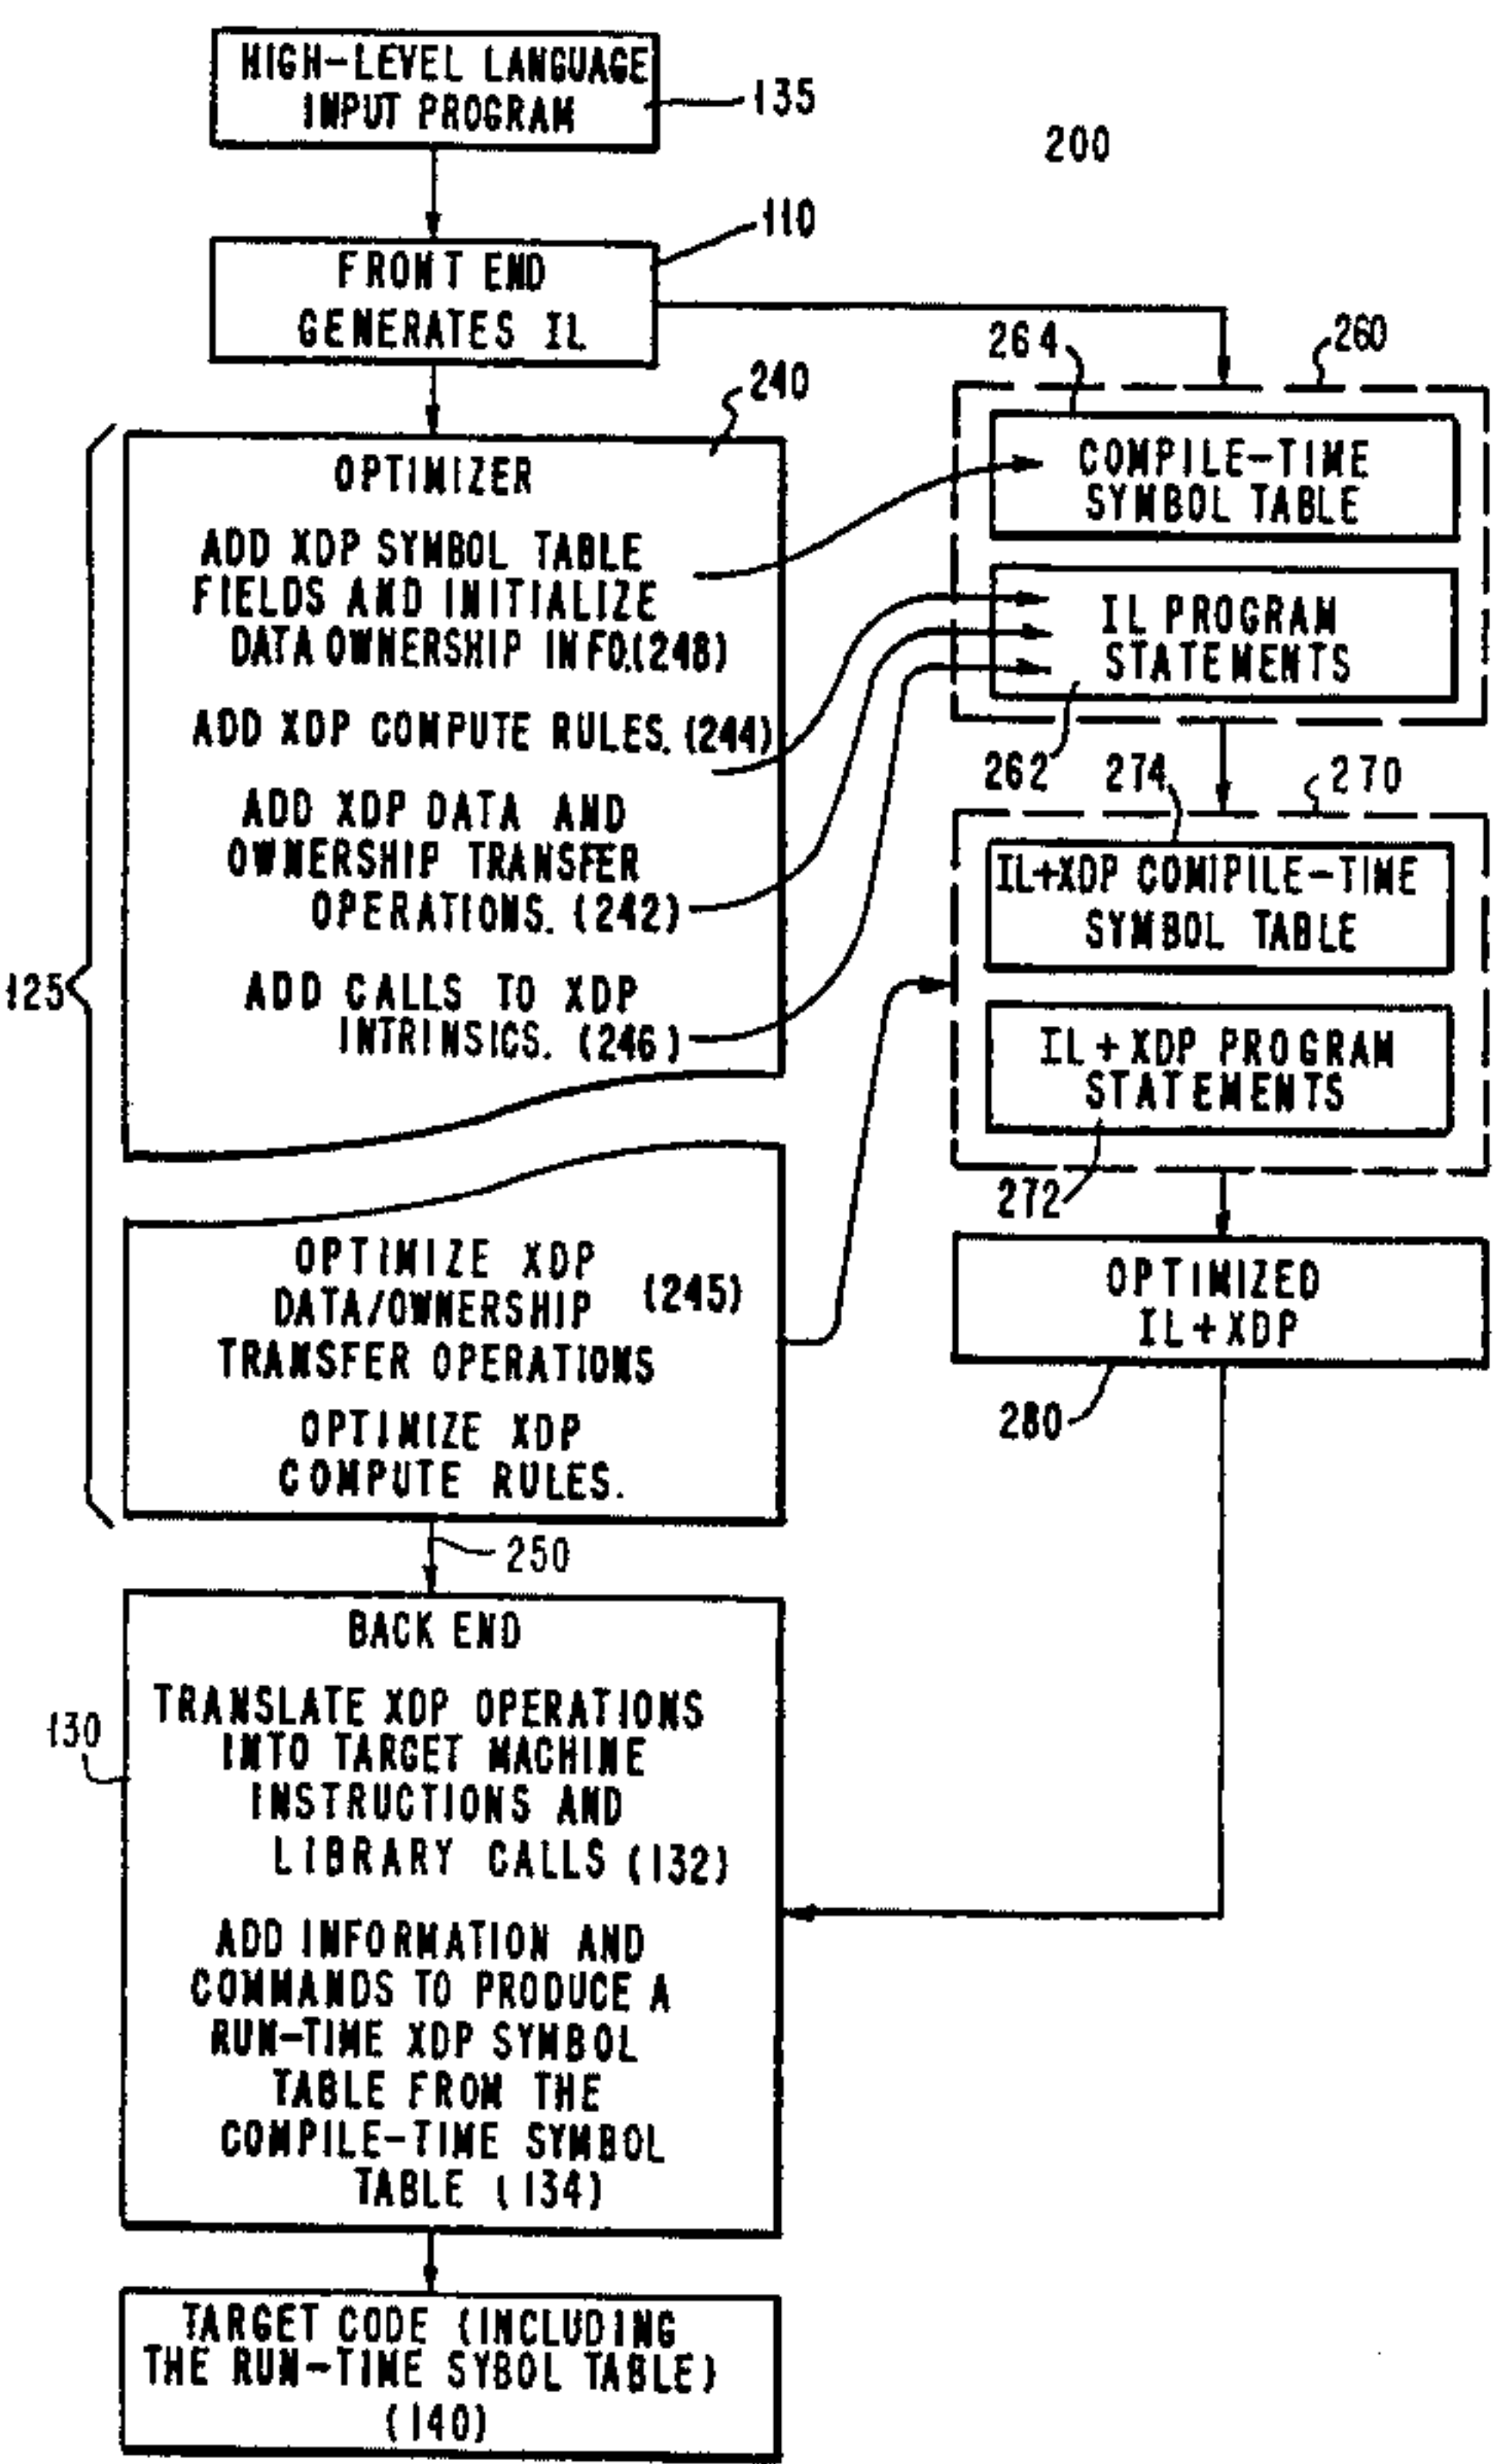 HIGH-LEVEL LANGUAGE
INPUT PROGRAM
135
200
110
FRONT END
GENERATES IL
240
OPTIMIZER
ADD XDP SYMBOL TABLE
FIELDS AND INITIALIZE
DATA OWNERSHIP INFO.(248)
ADD XDP COMPUTE RULES. (244)
ADD XDP DATA AND
OWNERSHIP TRANSFER
OPERATIONS. (242)
ADD CALLS TO XDP
INTRINSICS. (246)
125
OPTIMIZE XDP
DATA/OWNERSHIP (245)
TRANSFER OPERATIONS
OPTIMIZE XDP
COMPUTE RULES.
264
260
COMPILE-TIME
SYMBOL TABLE
IL PROGRAM
STATEMENTS
262
274
270
IL+XDP COMIPILE-TIME
SYMBOL TABLE
IL + XDP PROGRAM
STATEMENTS
272
OPTIMIZED
IL+XDP
280
250
BACK END
130
TRANSLATE XDP OPERATIONS
INTO TARGET MACHINE
INSTRUCTIONS AND
LIBRARY CALLS (132)
ADD INFORMATION AND
COMMANDS TO PRODUCE A
RUN-TIME XDP SYMBOL
TABLE FROM THE
COMPILE-TIME SYMBOL
TABLE (134)
TARGET CODE (INCLUDING
THE RUN-TIME SYBOL TABLE)
(140)